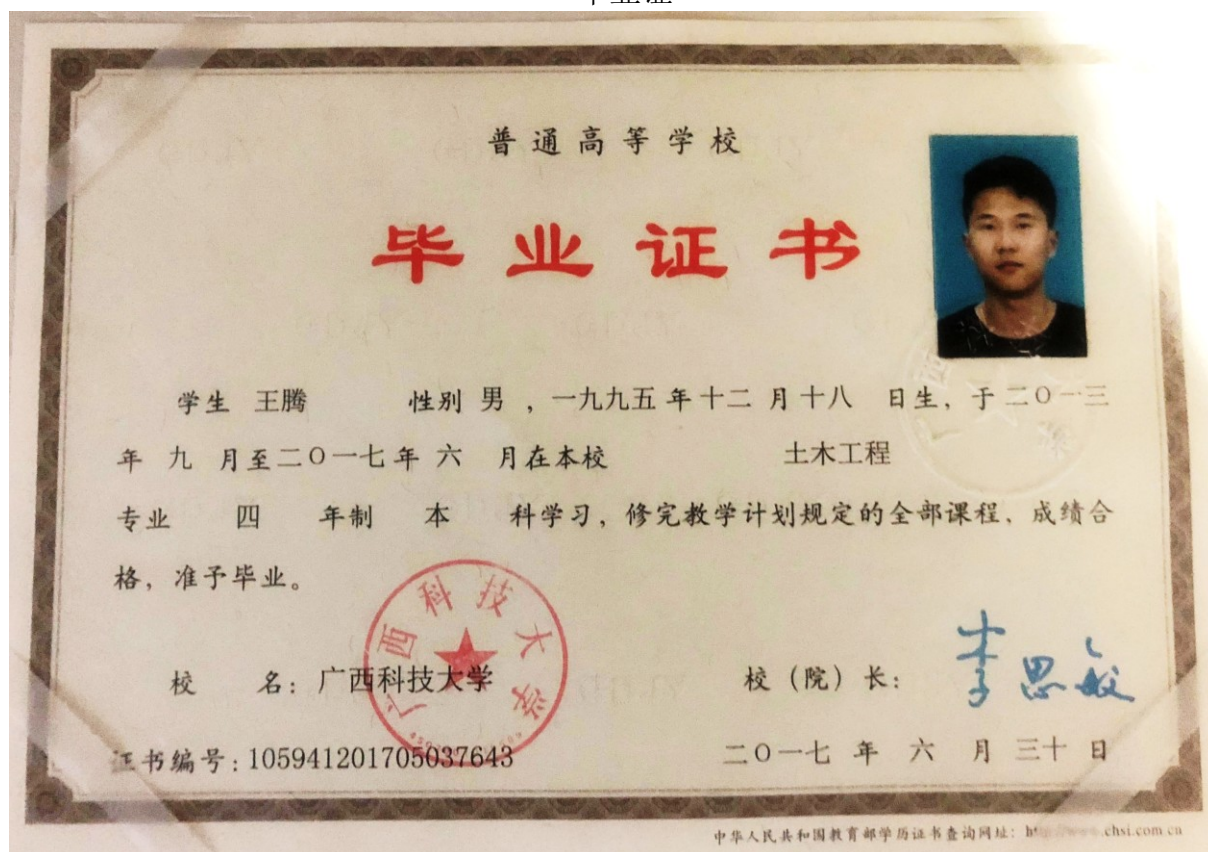 普通高等学校
毕业证书
学生 王腾 性别 男 ，一九九五 年 十二 月 十八 日生，于 二〇一三
年 九 月至 二〇一七 年 六 月在本校 土木工程
专业 四 年制 本 科学习，修完教学计划规定的全部课程，成绩合
格，准予毕业。
广西科技大学
校 名：广西科技大学 校（院）长：李思敏
证书编号：105941201705037643 二〇一七 年 六 月 三十 日
中华人民共和国教育部学历证书查询网址：.chsi.com.cn